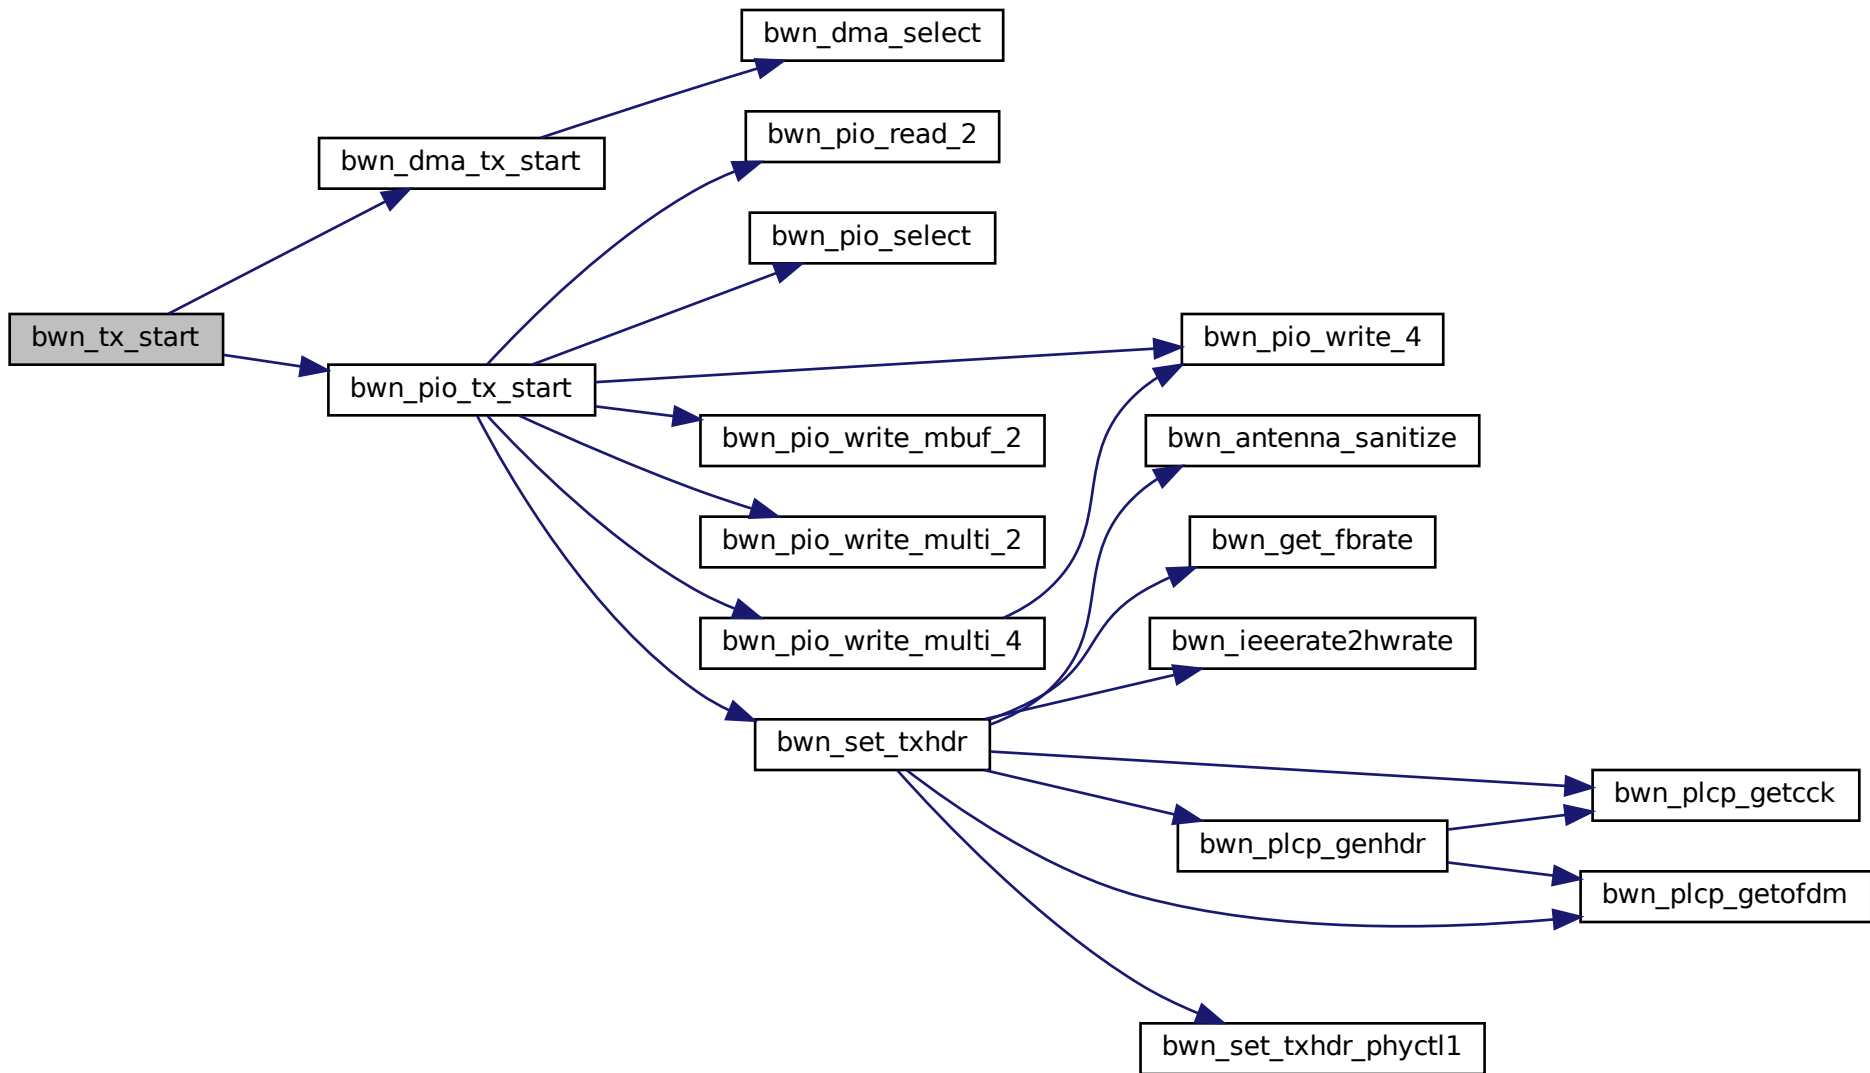 bwn_tx_start
bwn_dma_tx_start
bwn_dma_select
bwn_pio_tx_start
bwn_pio_read_2
bwn_pio_select
bwn_pio_write_4
bwn_pio_write_mbuf_2
bwn_pio_write_multi_2
bwn_pio_write_multi_4
bwn_set_txhdr
bwn_antenna_sanitize
bwn_get_fbrate
bwn_ieeerate2hwrate
bwn_plcp_getcck
bwn_plcp_genhdr
bwn_plcp_getofdm
bwn_set_txhdr_phyctl1